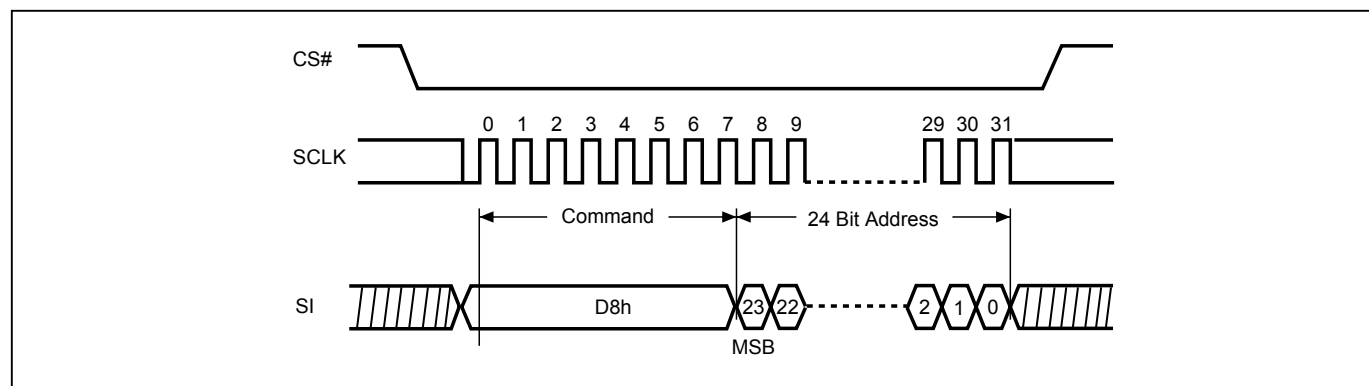 CS#
0 1 2 3 4 5 6 7 8 9 29 30 31
SCLK
Command 24 Bit Address
SI D8h 23 22 2 1 0
MSB